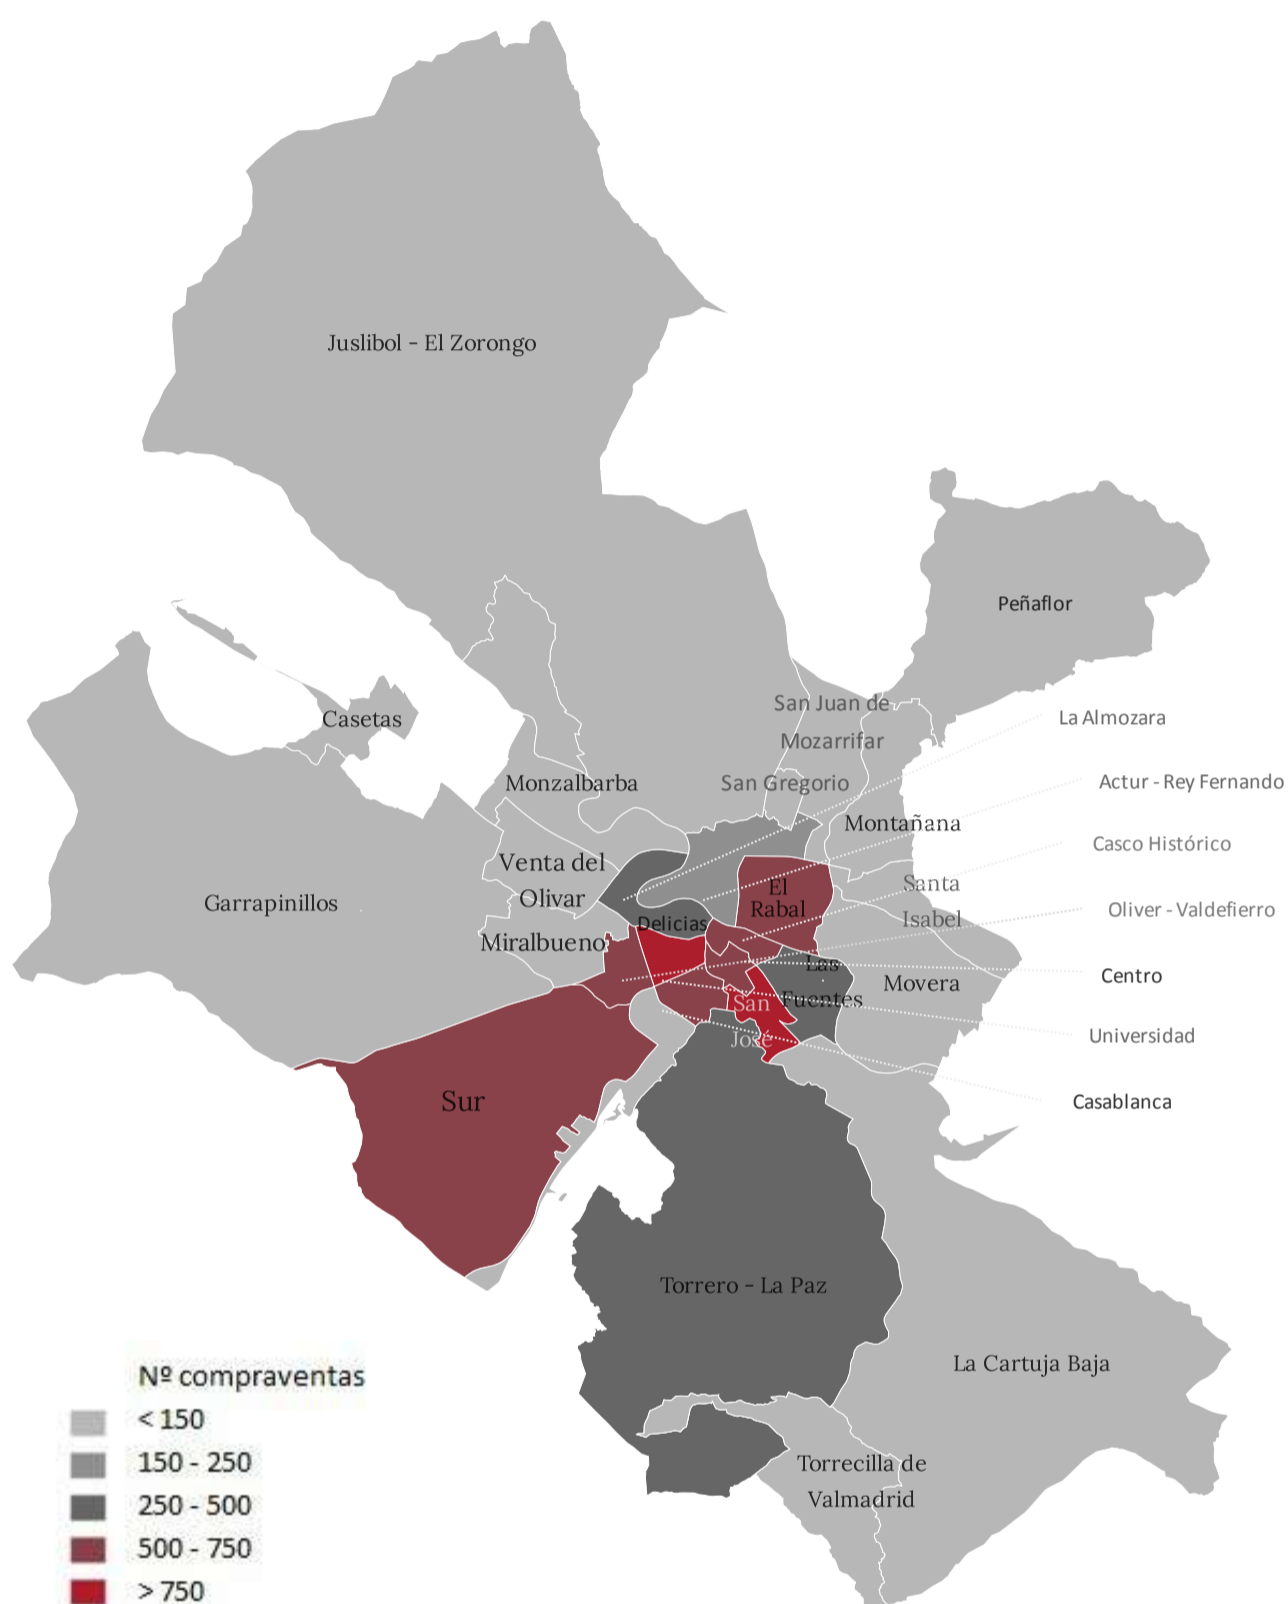 Juslibol - El Zorongo
Peñaflor
San Juan de
Mozarrifar
La Almozara
Casetas
Monzalbarba
San Gregorio
Actur - Rey Fernando
Montañana
Casco Histórico
Venta del
Olivar
El
Rabal
Santa
Isabel
Garrapinillos
Oliver - Valdefierro
Delicias
Miralbueno
Las
Fuentes
Centro
Movera
San
José
Universidad
Sur
Casablanca
Torrero - La Paz
La Cartuja Baja
Torrecilla de
Valmadrid
Nº compraventas
< 150
150 - 250
250 - 500
500 - 750
> 750